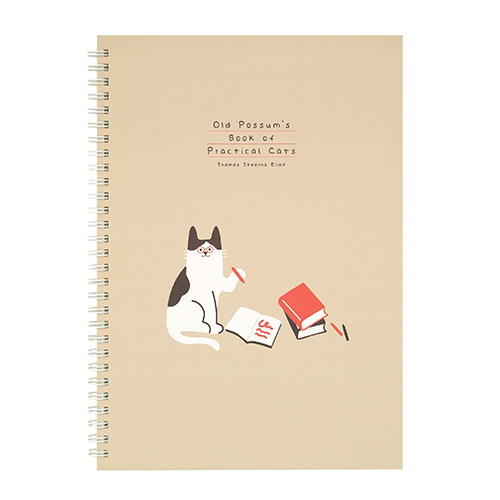 Old Possum's
Book of
Practical Cats
Thomas Stearns Eliot